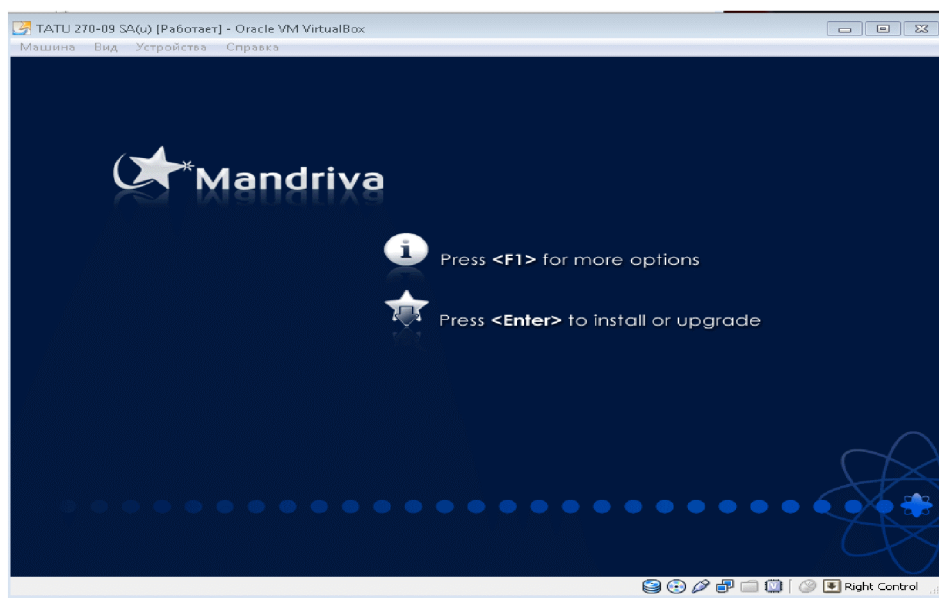 TATU 270-09 SA(u) [Работает] - Oracle VM VirtualBox
Машина Вид Устройства Справка
Mandriva
Press <F1> for more options
Press <Enter> to install or upgrade
Right Control